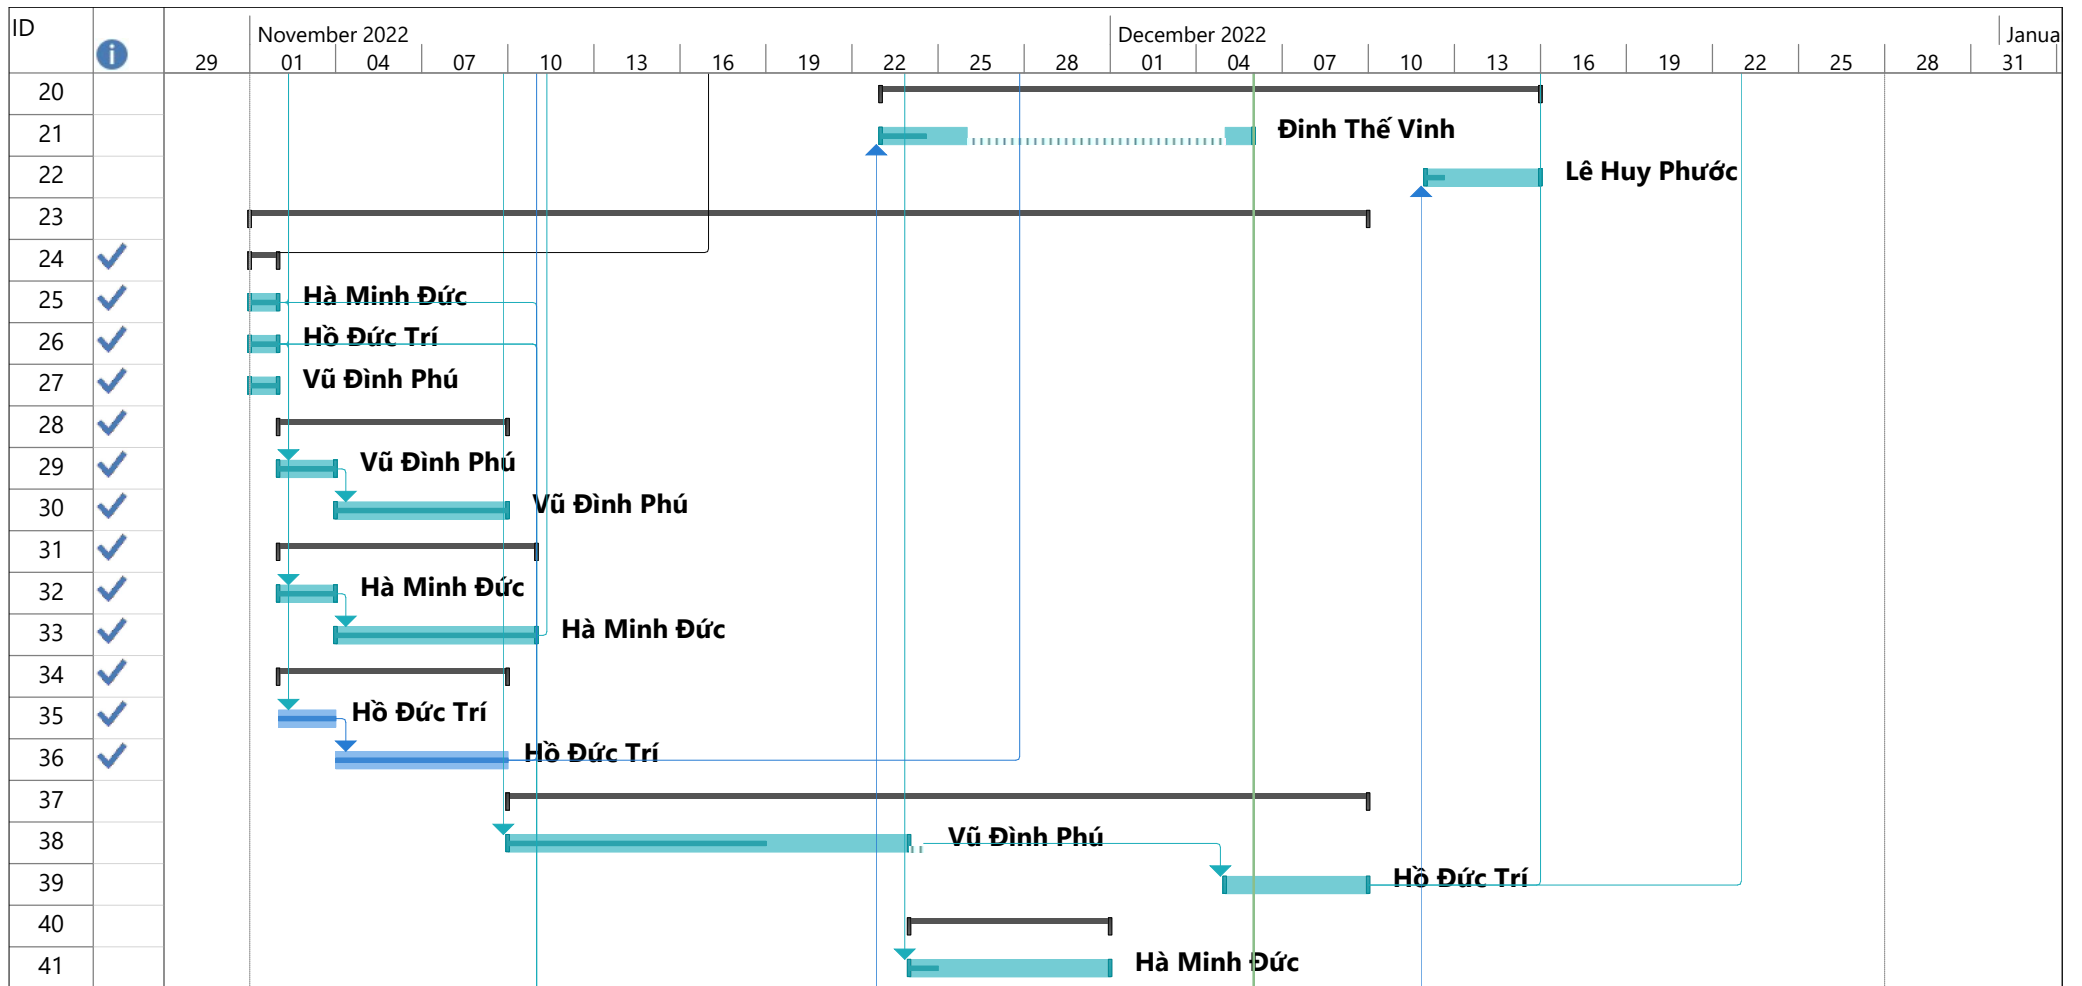 ID
November 2022 December 2022 Janua
29 01 04 07 10 13 16 19 22 25 28 01 04 07 10 13 16 19 22 25 28 31
20
21 Đinh Thế Vinh
22 Lê Huy Phước
23
24
25 Hà Minh Đức
26 Hồ Đức Trí
27 Vũ Đình Phú
28
29 Vũ Đình Phú
30 Vũ Đình Phú
31
32 Hà Minh Đức
33 Hà Minh Đức
34
35 Hồ Đức Trí
36 Hồ Đức Trí
37
38 Vũ Đình Phú
39 Hồ Đức Trí
40
41 Hà Minh Đức